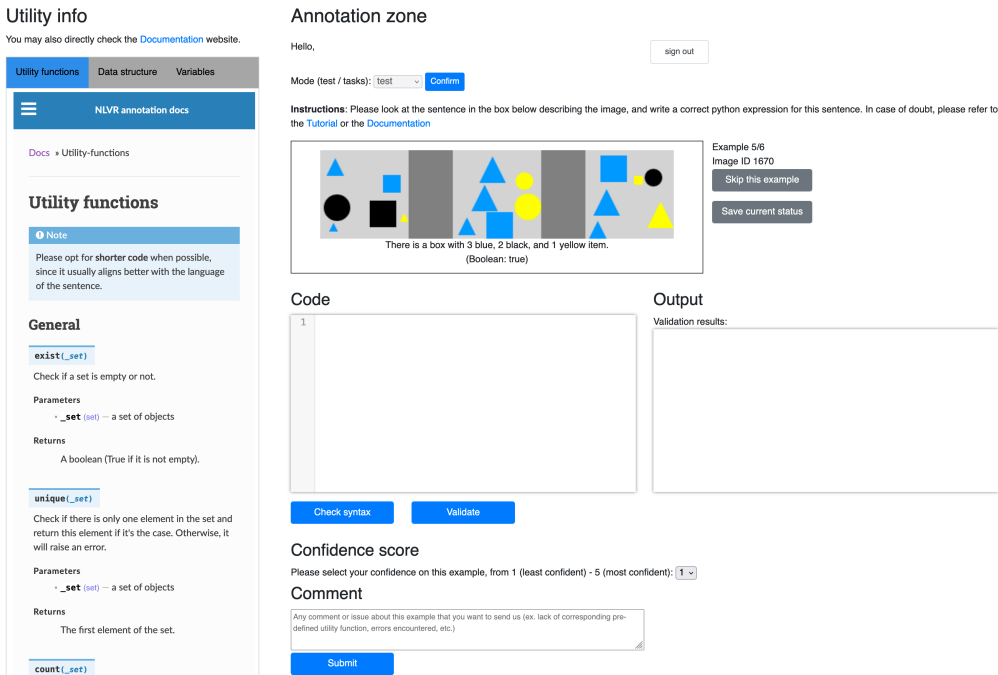 Utility info
You may also directly check the Documentation website.
Utility functions
Data structure
Variables
NLVR annotation docs
Docs » Utility-functions
Utility functions
Note
Please opt for shorter code when possible,
since it usually aligns better with the language
of the sentence.
General
exist(_set)
Check if a set is empty or not.
Parameters
• _set (set) — a set of objects
Returns
A boolean (True if it is not empty).
unique(_set)
Check if there is only one element in the set and
return this element if it's the case. Otherwise, it
will raise an error.
Parameters
• _set (set) — a set of objects
Returns
The first element of the set.
count(_set)
Annotation zone
Hello,
sign out
Mode (test / tasks): test Confirm
Instructions: Please look at the sentence in the box below describing the image, and write a correct python expression for this sentence. In case of doubt, please refer to
the Tutorial or the Documentation
There is a box with 3 blue, 2 black, and 1 yellow item.
(Boolean: true)
Example 5/6
Image ID 1670
Skip this example
Save current status
Code
1
Output
Validation results:
Check syntax
Validate
Confidence score
Please select your confidence on this example, from 1 (least confident) - 5 (most confident): 1
Comment
Any comment or issue about this example that you want to send us (ex. lack of corresponding pre-
defined utility function, errors encountered, etc.)
Submit